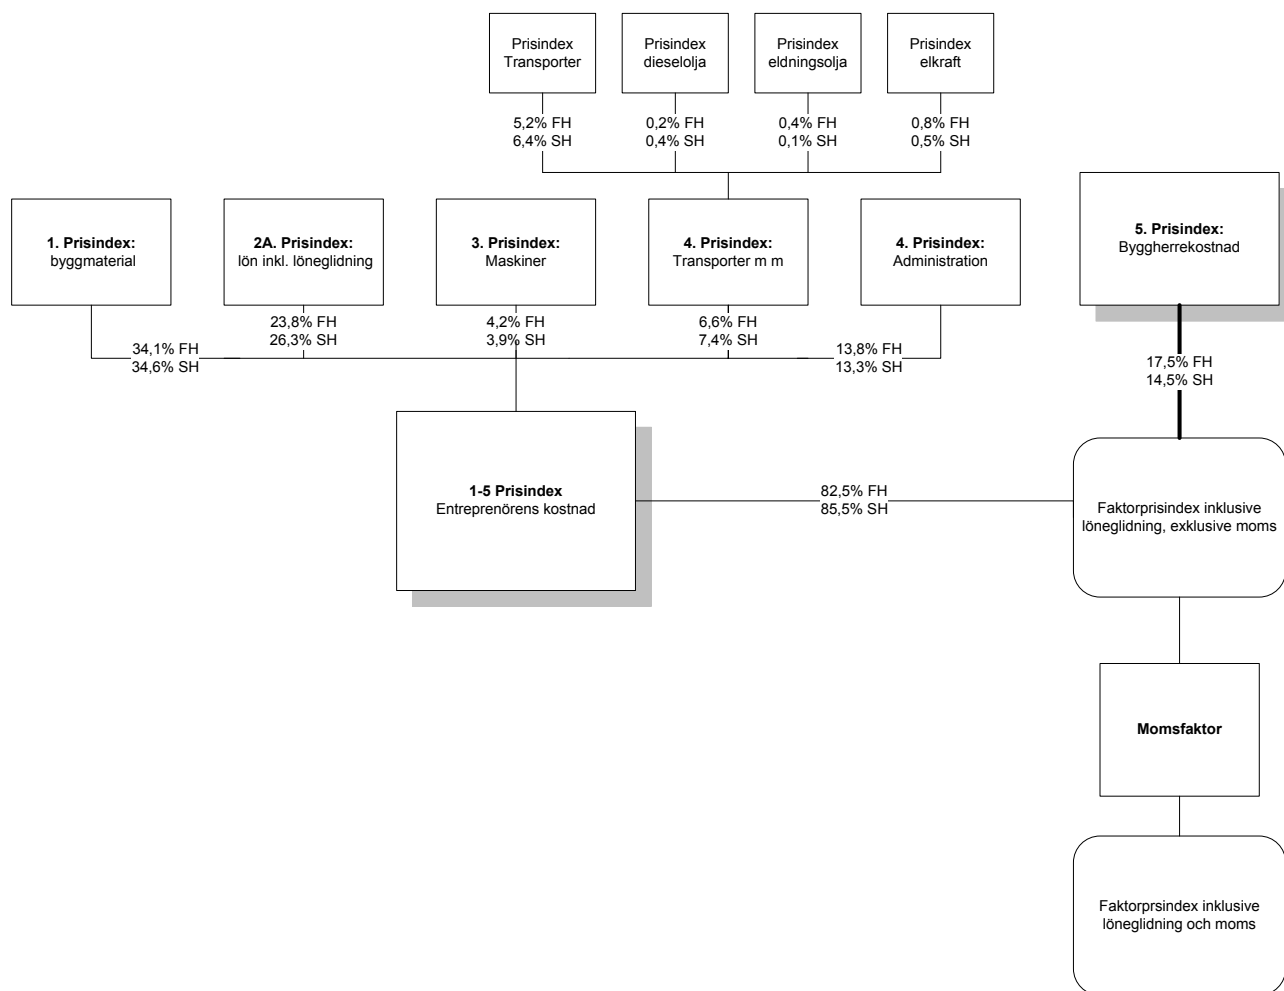 Prisindex
Transporter
Prisindex
dieselolja
Prisindex
eldningsolja
Prisindex
elkraft
5,2% FH
6,4% SH
0,2% FH
0,4% SH
0,4% FH
0,1% SH
0,8% FH
0,5% SH
1. Prisindex:
byggmaterial
2A. Prisindex:
lön inkl. löneglidning
3. Prisindex:
Maskiner
4. Prisindex:
Transporter m m
4. Prisindex:
Administration
5. Prisindex:
Byggherrekostnad
34,1% FH
34,6% SH
23,8% FH
26,3% SH
4,2% FH
3,9% SH
6,6% FH
7,4% SH
13,8% FH
13,3% SH
17,5% FH
14,5% SH
1-5 Prisindex
Entreprenörens kostnad
82,5% FH
85,5% SH
Faktorprisindex inklusive
löneglidning, exklusive moms
Momsfaktor
Faktorprsindex inklusive
löneglidning och moms